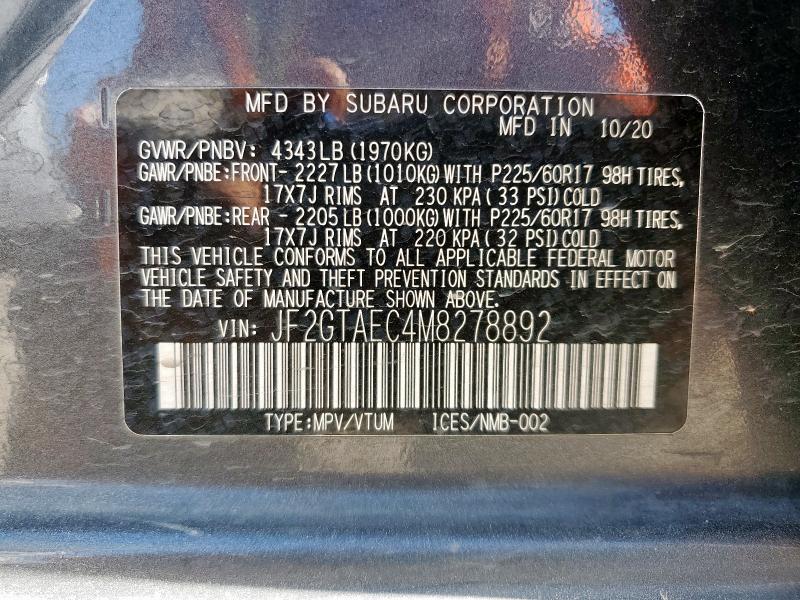 MFD BY SUBARU CORPORATION
MFD IN 10/20
GVWR/PNBV: 4343LB (1970KG)
GAWR/PNBE:FRONT- 2227LB (1010KG)WITH P225/60R17 98H TIRES,
17X7J RIMS AT 230 KPA (33 PSI)COLD
GAWR/PNBE:REAR - 2205LB (1000KG)WITH P225/60R17 98H TIRES,
17X7J RIMS AT 220 KPA (32 PSI)COLD
THIS VEHICLE CONFORMS TO ALL APPLICABLE FEDERAL MOTOR
VEHICLE SAFETY AND THEFT PREVENTION STANDARDS IN EFFECT ON
THE DATE OF MANUFACTURE SHOWN ABOVE.
VIN: JF2GTAEC4M8278892
TYPE:MPV/VTUM ICES/NMB-002